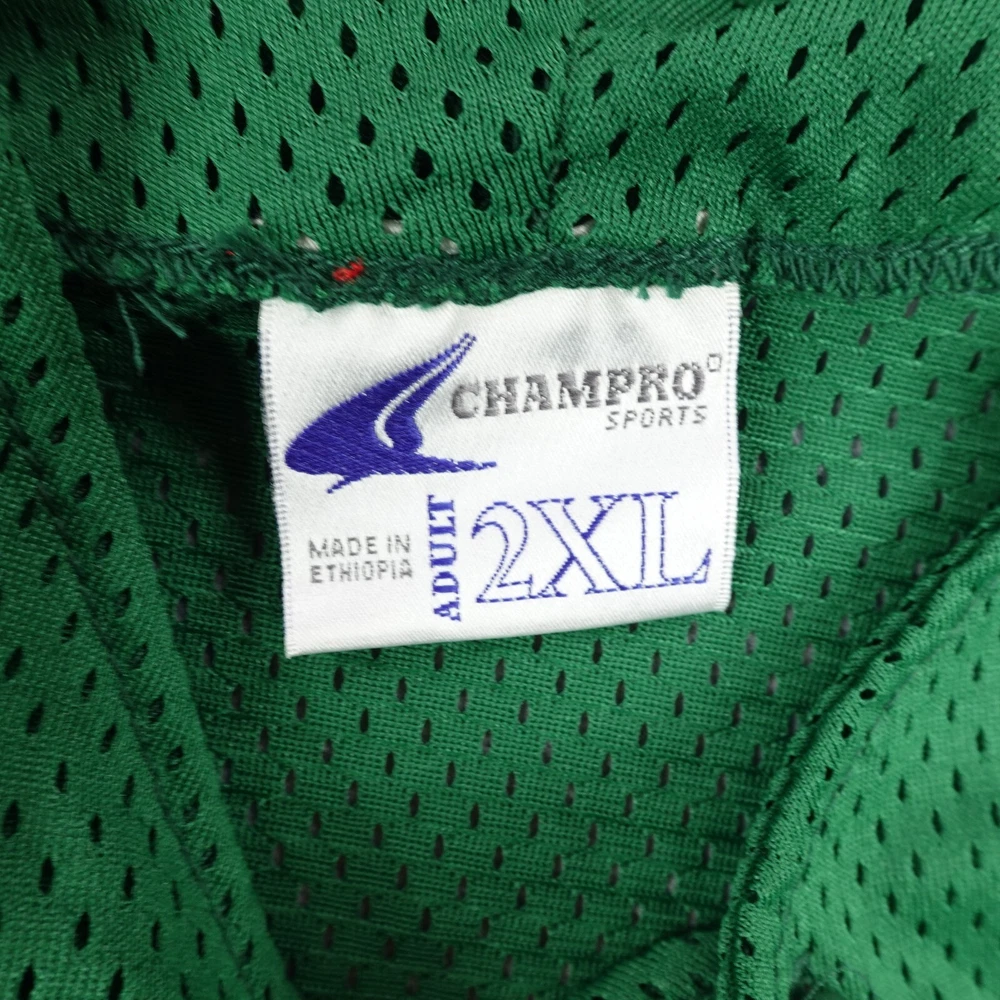 CHAMPRO
SPORTS
MADE IN
ETHIOPIA
ADULT
2XL